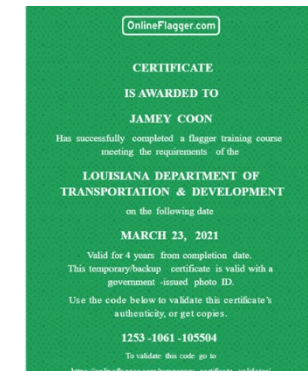 OnlineFlagger.com
CERTIFICATE
IS AWARDED TO
JAMEY COON
Has successfully completed a flagger training course
meeting the requirements of the
LOUISIANA DEPARTMENT OF
TRANSPORTATION & DEVELOPMENT
on the following date
MARCH 23, 2021
Valid for 4 years from completion date.
This temporary/backup certificate is valid with a
government -issued photo ID.
Use the code below to validate this certificate's
authenticity, or get copies.
1253 -1061 -105504
To validate this code go to